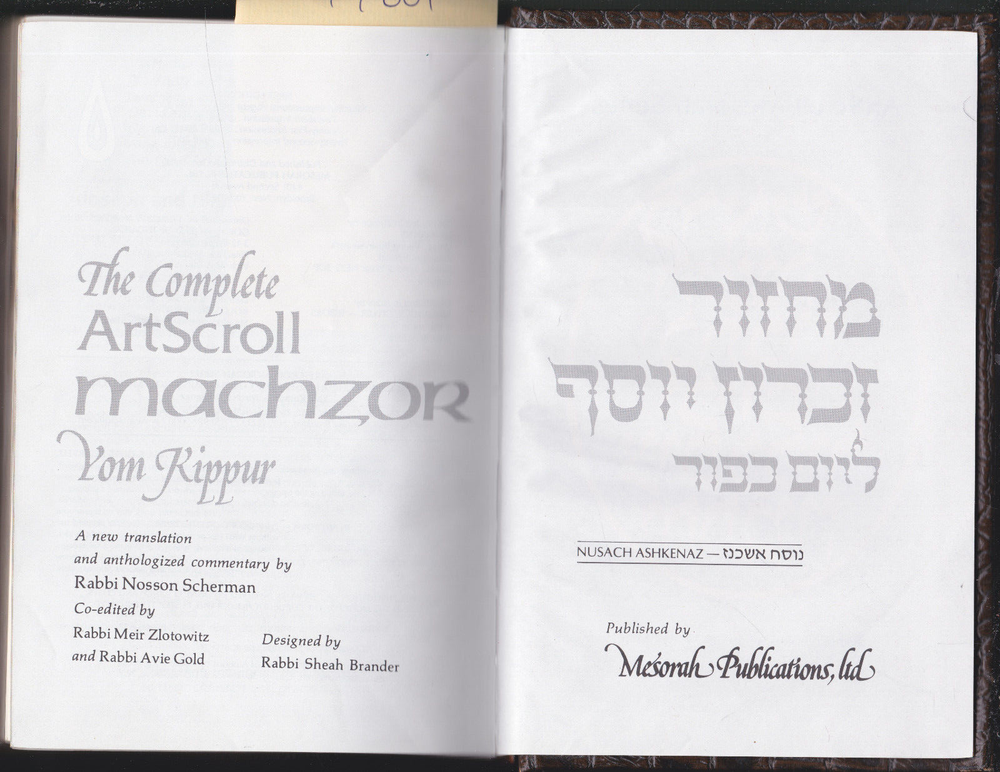 The Complete
ArtScroll
machzor
Yom Kippur
A new translation
and anthologized commentary by
Rabbi Nosson Scherman
Co-edited by
Rabbi Meir Zlotowitz
and Rabbi Avie Gold
Designed by
Rabbi Sheah Brander
מחזור
זכרון יוסף
ליום כפור
NUSACH ASHKENAZ — נוסח אשכנז
Published by
Mesorah Publications, ltd